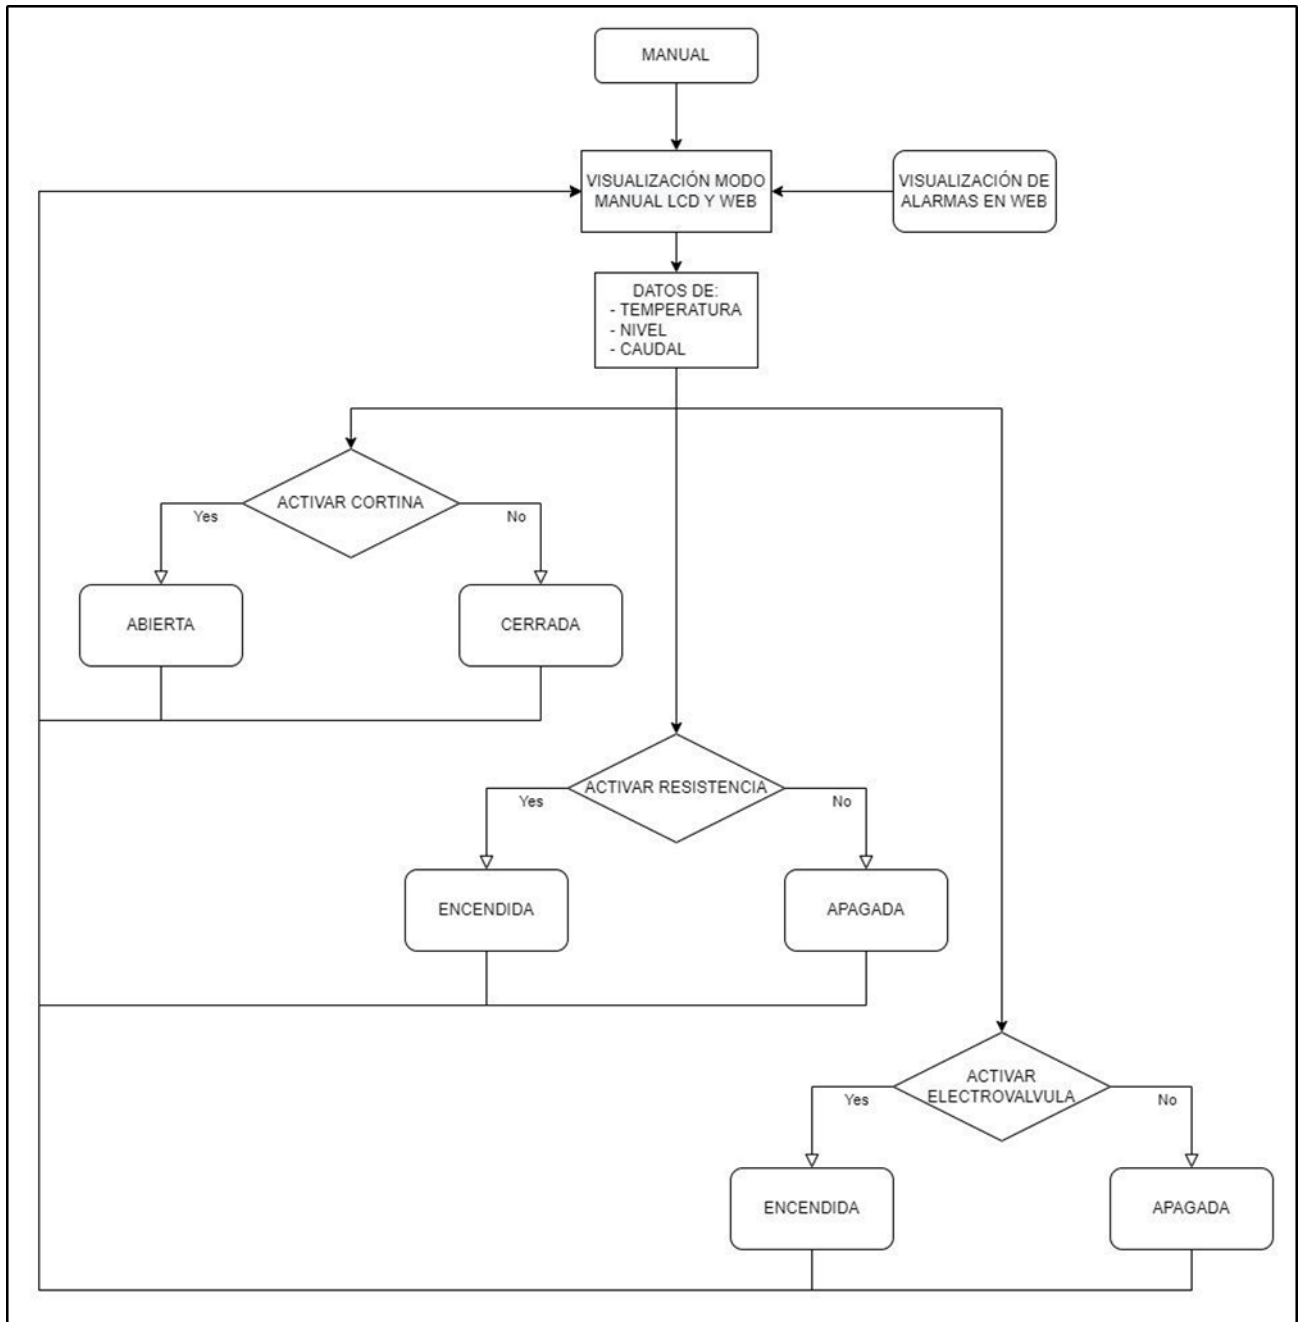 MANUAL
VISUALIZACIÓN MODO
MANUAL LCD Y WEB
VISUALIZACIÓN DE
ALARMAS EN WEB
DATOS DE:
- TEMPERATURA
- NIVEL
- CAUDAL
ACTIVAR CORTINA
Yes
No
ABIERTA
CERRADA
ACTIVAR RESISTENCIA
Yes
No
ENCENDIDA
APAGADA
ACTIVAR
ELECTROVALVULA
Yes
No
ENCENDIDA
APAGADA